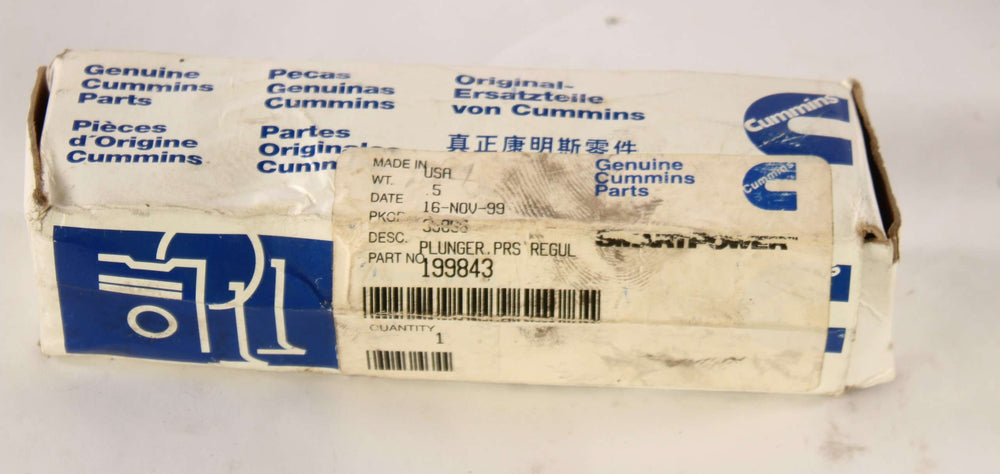 Genuine
Cummins
Parts
Pecas
Genuinas
Cummins
Original-
Ersatzteile
von Cummins
Cummins
Pièces
d'Origine
Cummins
Partes
真正康明斯零件
MADE IN USA
WT. 5
DATE 16-NOV-99
DESC. PLUNGER.PRS REGUL
PART NO 199843
QUANTITY
1
Genuine
Cummins
Parts
Cummins
SMARTPOWER